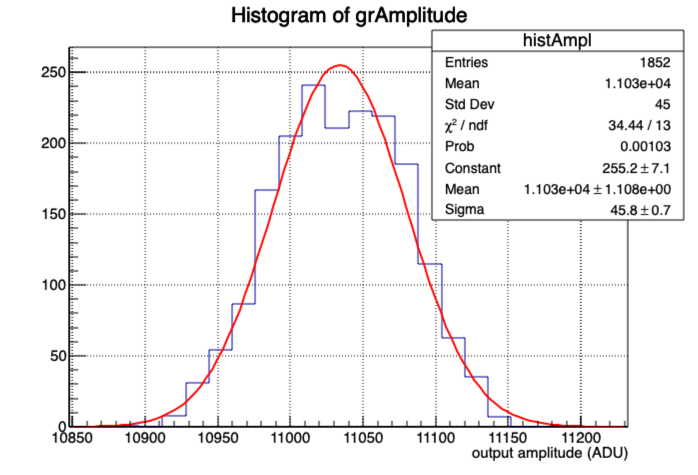 Histogram of grAmplitude
histAmpl
Entries 1852
Mean 1.103e+04
Std Dev 45
χ² / ndf 34.44 / 13
Prob 0.00103
Constant 255.2 ± 7.1
Mean 1.103e+04 ± 1.108e+00
Sigma 45.8 ± 0.7
250
200
150
100
50
0
10850 10900 10950 11000 11050 11100 11150 11200
output amplitude (ADU)